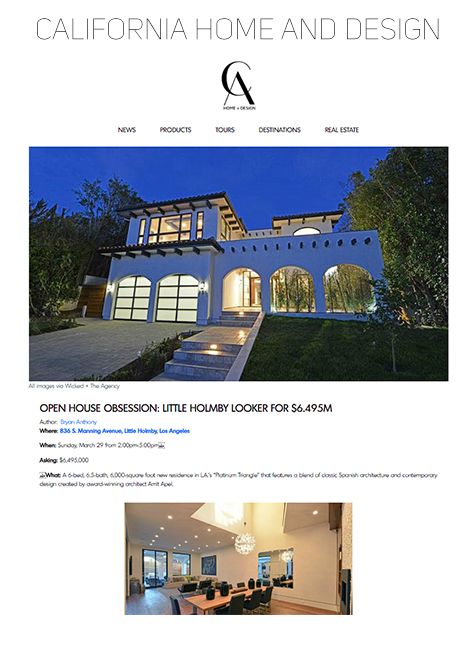 CALIFORNIA HOME AND DESIGN
CA
HOME + DESIGN
NEWS PRODUCTS TOURS DESTINATIONS REAL ESTATE
All images via Wicked + The Agency
OPEN HOUSE OBSESSION: LITTLE HOLMBY LOOKER FOR $6.495M
Author: Bryan Anthony
Where: 836 S. Manning Avenue, Little Holmby, Los Angeles
When: Sunday, March 29 from 2:00pm-5:00pm
Asking: $6,495,000
What: A 6-bed, 6.5-bath, 6,000-square foot new residence in LA's "Platinum Triangle" that features a blend of classic Spanish architecture and contemporary
design created by award-winning architect Amit Apel.